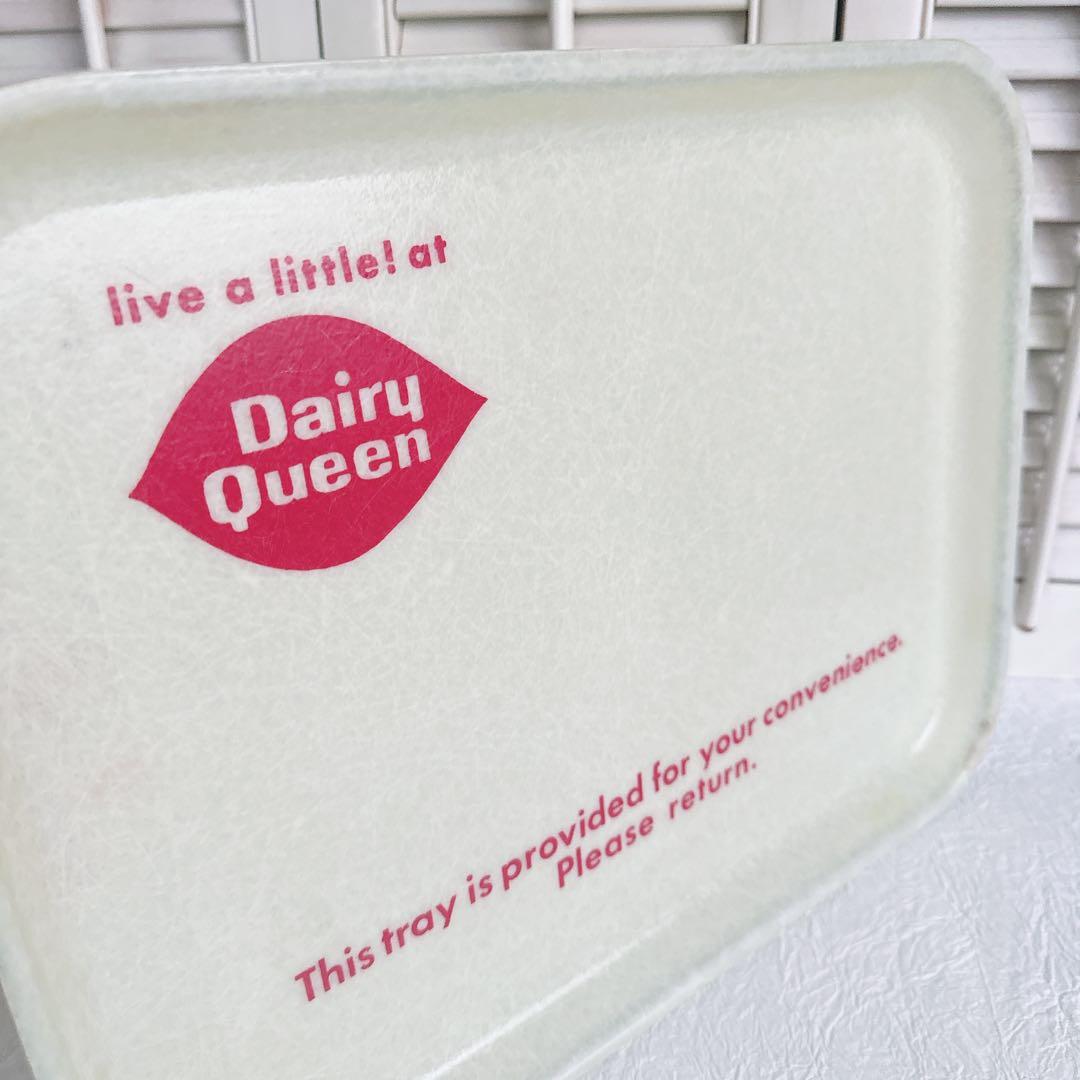 live a little! at
Dairy
Queen
This tray is provided for your convenience.
Please return.